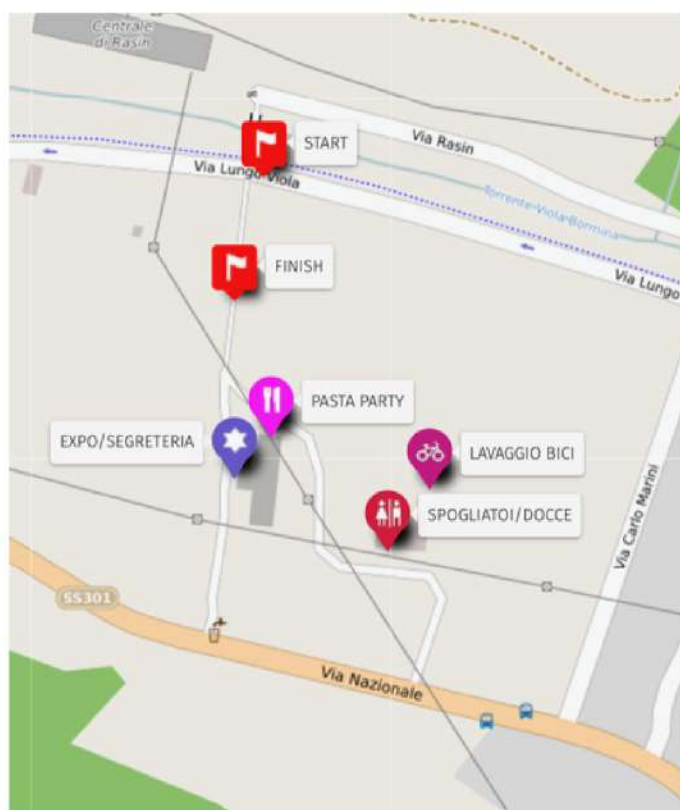 Centrale
di Rasin
START
Via Rasin
Via Lungo Viola
Torrente Viola Bormina
FINISH
Via Lungo
PASTA PARTY
EXPO/SEGRETERIA
LAVAGGIO BICI
SPOGLIATOI/DOCCE
Via Carlo Marini
SS301
Via Nazionale